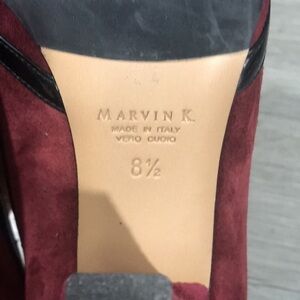 MARVIN K.
MADE IN ITALY
VERO CUOIO
8½